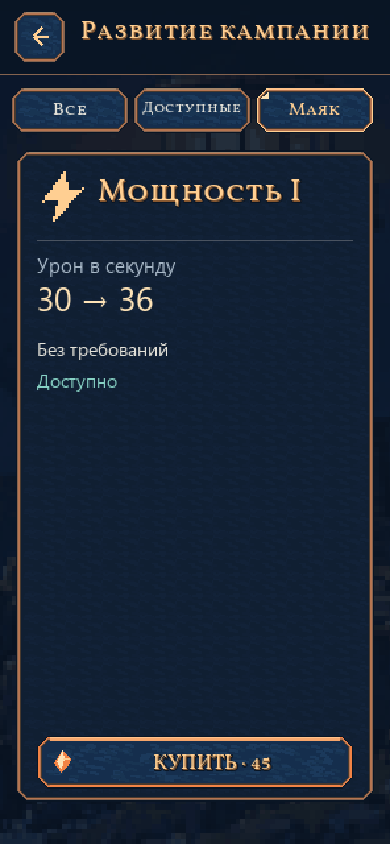 Развитие кампании
Все
Доступные
Маяк
Мощность I
Урон в секунду
30 → 36
Без требований
Доступно
КУПИТЬ · 45